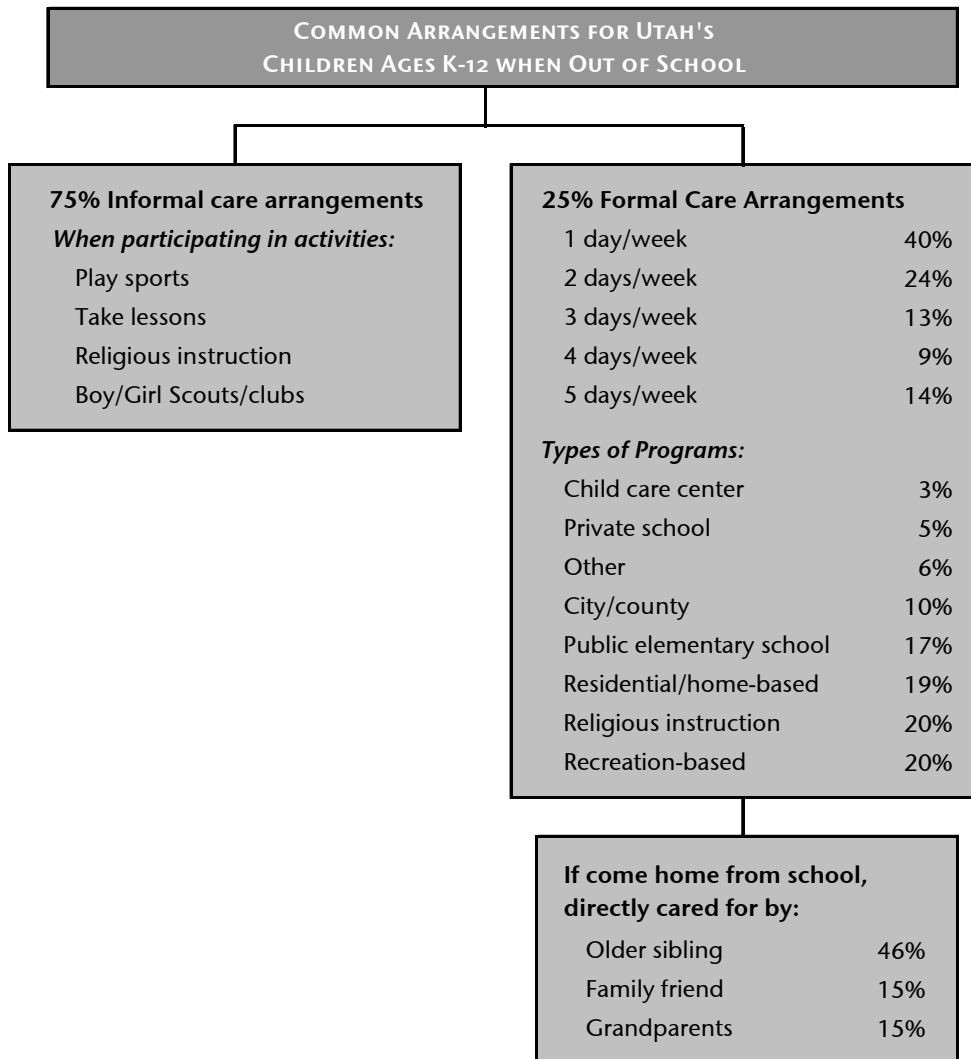 COMMON ARRANGEMENTS FOR UTAH'S
CHILDREN AGES K-12 WHEN OUT OF SCHOOL
75% Informal care arrangements
When participating in activities:
Play sports
Take lessons
Religious instruction
Boy/Girl Scouts/clubs
25% Formal Care Arrangements
1 day/week 40%
2 days/week 24%
3 days/week 13%
4 days/week 9%
5 days/week 14%
Types of Programs:
Child care center 3%
Private school 5%
Other 6%
City/county 10%
Public elementary school 17%
Residential/home-based 19%
Religious instruction 20%
Recreation-based 20%
If come home from school,
directly cared for by:
Older sibling 46%
Family friend 15%
Grandparents 15%